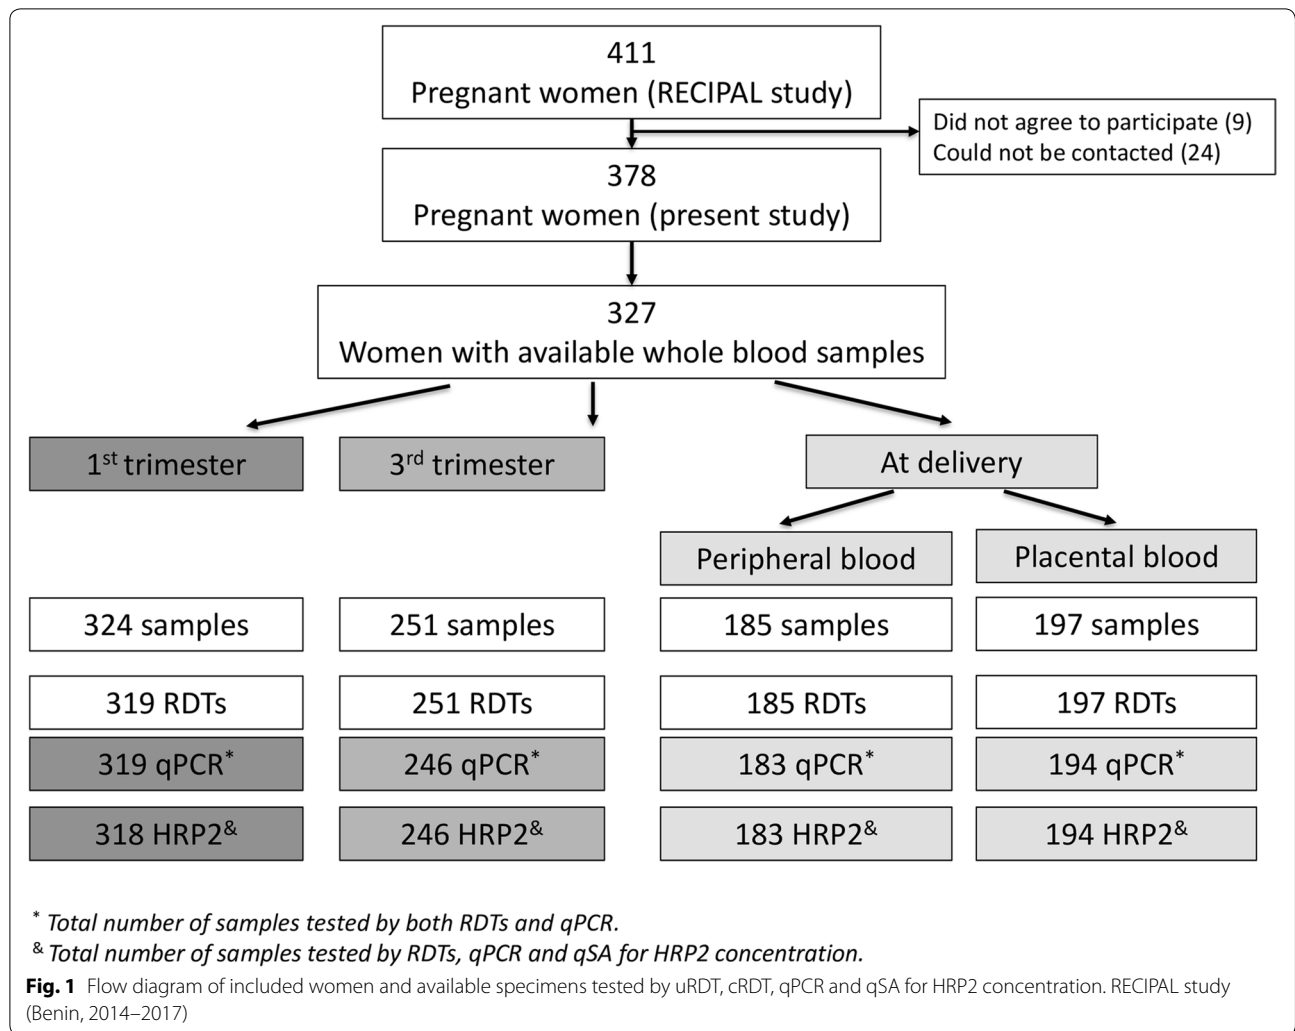 411
Pregnant women (RECIPAL study)
Did not agree to participate (9)
Could not be contacted (24)
378
Pregnant women (present study)
327
Women with available whole blood samples
1st trimester
3rd trimester
At delivery
Peripheral blood
Placental blood
324 samples
251 samples
185 samples
197 samples
319 RDTs
251 RDTs
185 RDTs
197 RDTs
319 qPCR*
246 qPCR*
183 qPCR*
194 qPCR*
318 HRP2&
246 HRP2&
183 HRP2&
194 HRP2&
* Total number of samples tested by both RDTs and qPCR.
& Total number of samples tested by RDTs, qPCR and qSA for HRP2 concentration.
Fig. 1 Flow diagram of included women and available specimens tested by uRDT, cRDT, qPCR and qSA for HRP2 concentration. RECIPAL study
(Benin, 2014–2017)